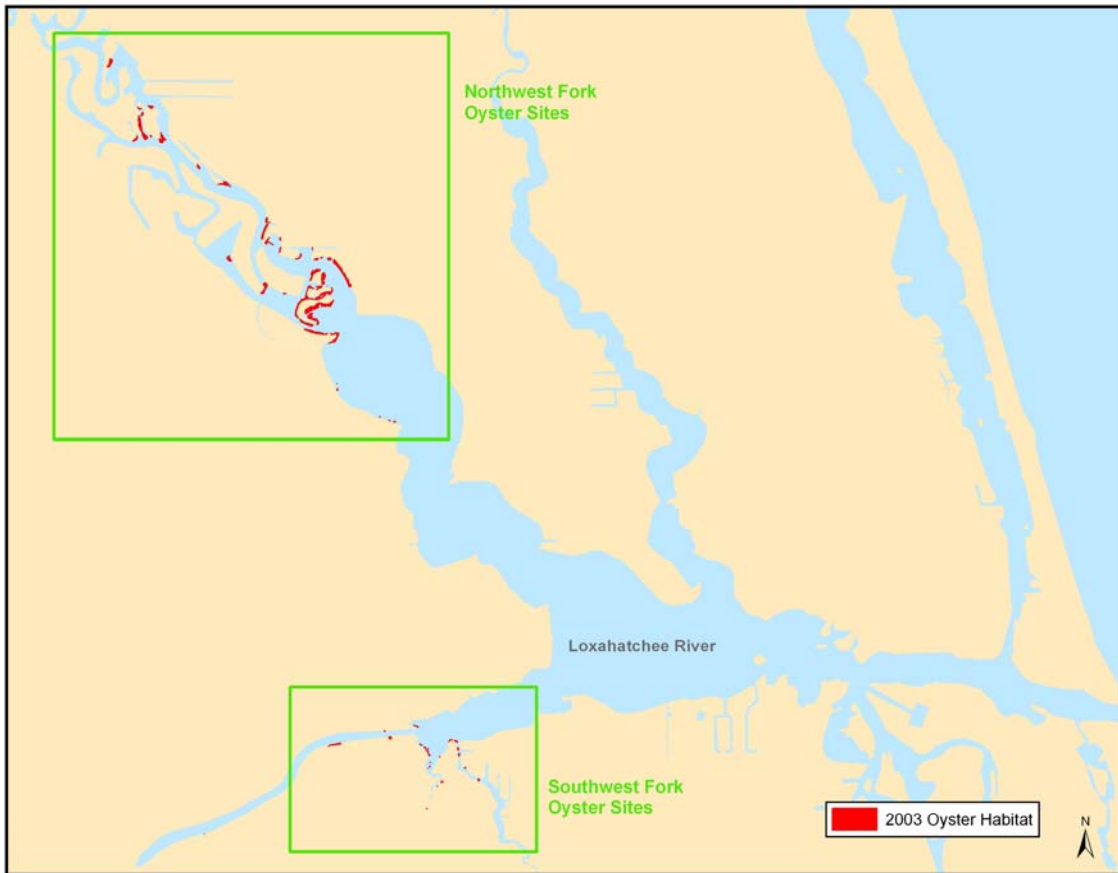 Northwest Fork
Oyster Sites
Loxahatchee River
Southwest Fork
Oyster Sites
2003 Oyster Habitat
N